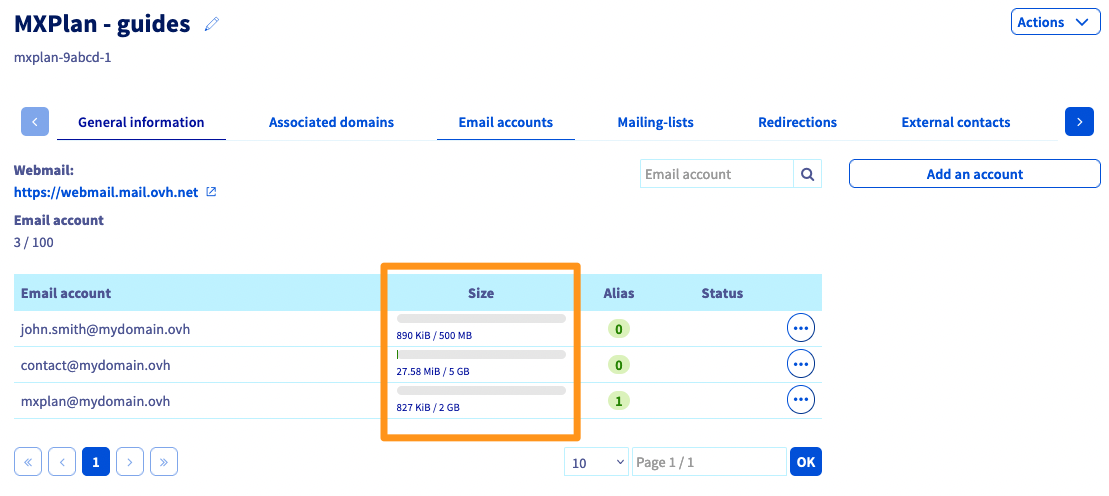 MXPlan - guides
Actions
mxplan-9abcd-1
General information Associated domains Email accounts Mailing-lists Redirections External contacts
Webmail:
https://webmail.mail.ovh.net
Email account
Add an account
Email account
3 / 100
Email account Size Alias Status
john.smith@mydomain.ovh 890 KiB / 500 MB 0
contact@mydomain.ovh 27.58 MiB / 5 GB 0
mxplan@mydomain.ovh 827 KiB / 2 GB 1
« ‹ 1 › » 10 Page 1 / 1 OK